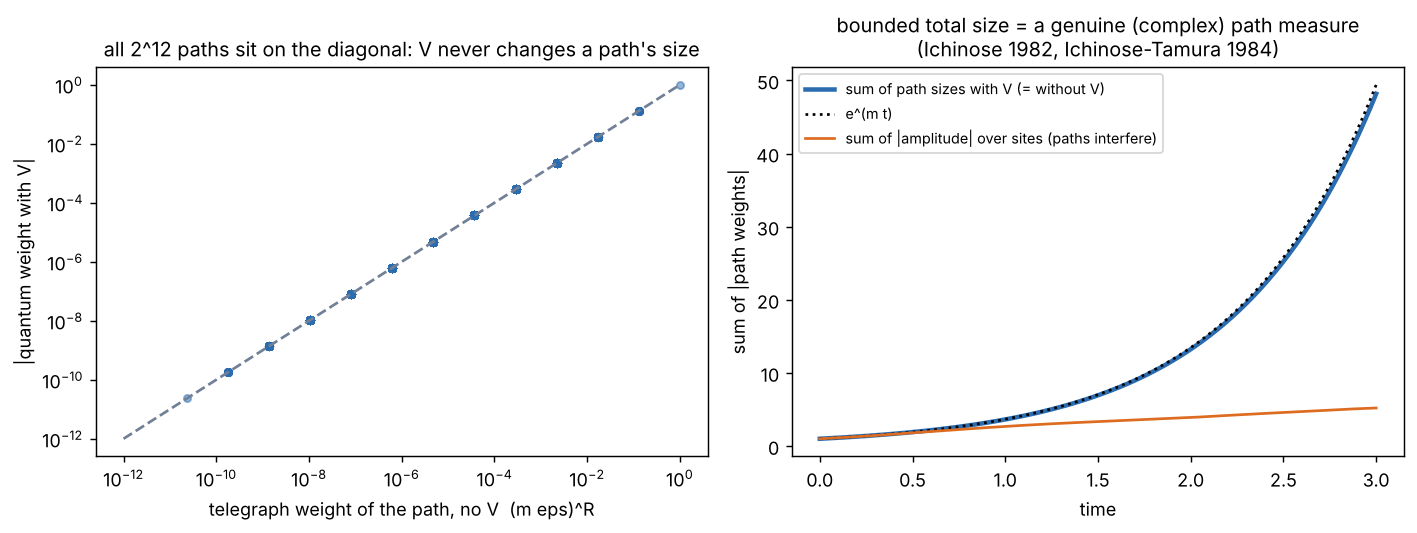 all 2^12 paths sit on the diagonal: V never changes a path's size
|quantum weight with V|
10⁰
10⁻²
10⁻⁴
10⁻⁶
10⁻⁸
10⁻¹⁰
10⁻¹²
10⁻¹² 10⁻¹⁰ 10⁻⁸ 10⁻⁶ 10⁻⁴ 10⁻² 10⁰
telegraph weight of the path, no V (m eps)^R
bounded total size = a genuine (complex) path measure
(Ichinose 1982, Ichinose-Tamura 1984)
sum of |path weights|
50
40
30
20
10
0
sum of path sizes with V (= without V)
e^(m t)
sum of |amplitude| over sites (paths interfere)
0.0 0.5 1.0 1.5 2.0 2.5 3.0
time